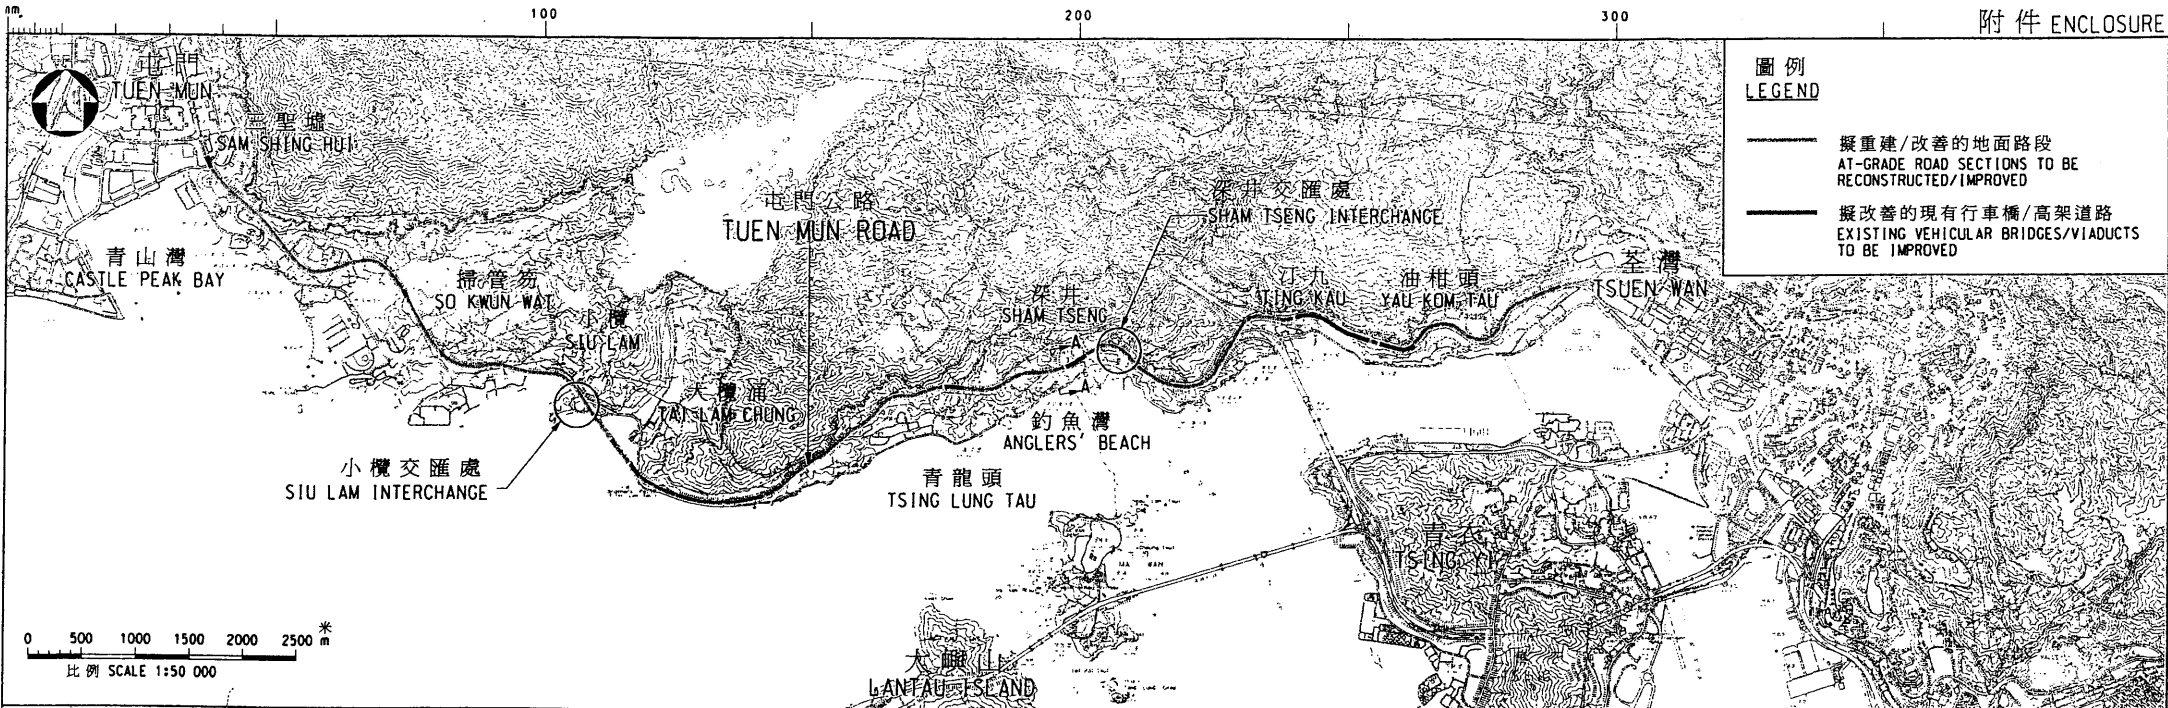 mm
100
200
300
附件 ENCLOSURE
圖例
LEGEND
擬重建/改善的地面路段
AT-GRADE ROAD SECTIONS TO BE
RECONSTRUCTED/IMPROVED
擬改善的現有行車橋/高架道路
EXISTING VEHICULAR BRIDGES/VIADUCTS
TO BE IMPROVED
屯門
TUEN MUN
三聖墟
SAM SHING HUI
屯門公路
TUEN MUN ROAD
深井交匯處
SHAM TSENG INTERCHANGE
青山灣
CASTLE PEAK BAY
掃管笏
SO KWUN WAT
小欖
SIU LAM
深井
SHAM TSENG
汀九
TING KAU
油柑頭
YAU KOM TAU
荃灣
TSUEN WAN
A
A
大欖涌
TAI LAM CHUNG
釣魚灣
ANGLERS' BEACH
小欖交匯處
SIU LAM INTERCHANGE
青龍頭
TSING LUNG TAU
青衣
TSING YI
MA WAN
大嶼山
LANTAU ISLAND
0 500 1000 1500 2000 2500 米
m
比例 SCALE 1:50 000